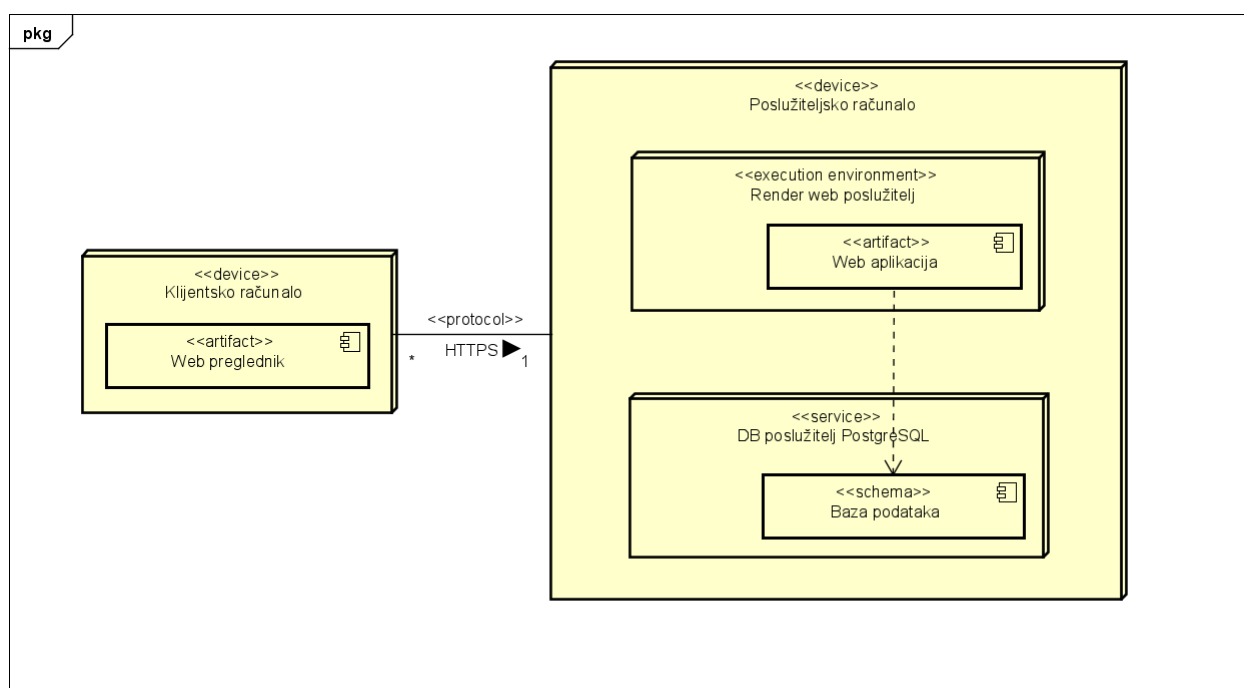 pkg
<<device>>
Klijentsko računalo
<<artifact>>
Web preglednik
<<protocol>>
HTTPS
*
1
<<device>>
Poslužiteljsko računalo
<<execution environment>>
Render web poslužitelj
<<artifact>>
Web aplikacija
<<service>>
DB poslužitelj PostgreSQL
<<schema>>
Baza podataka